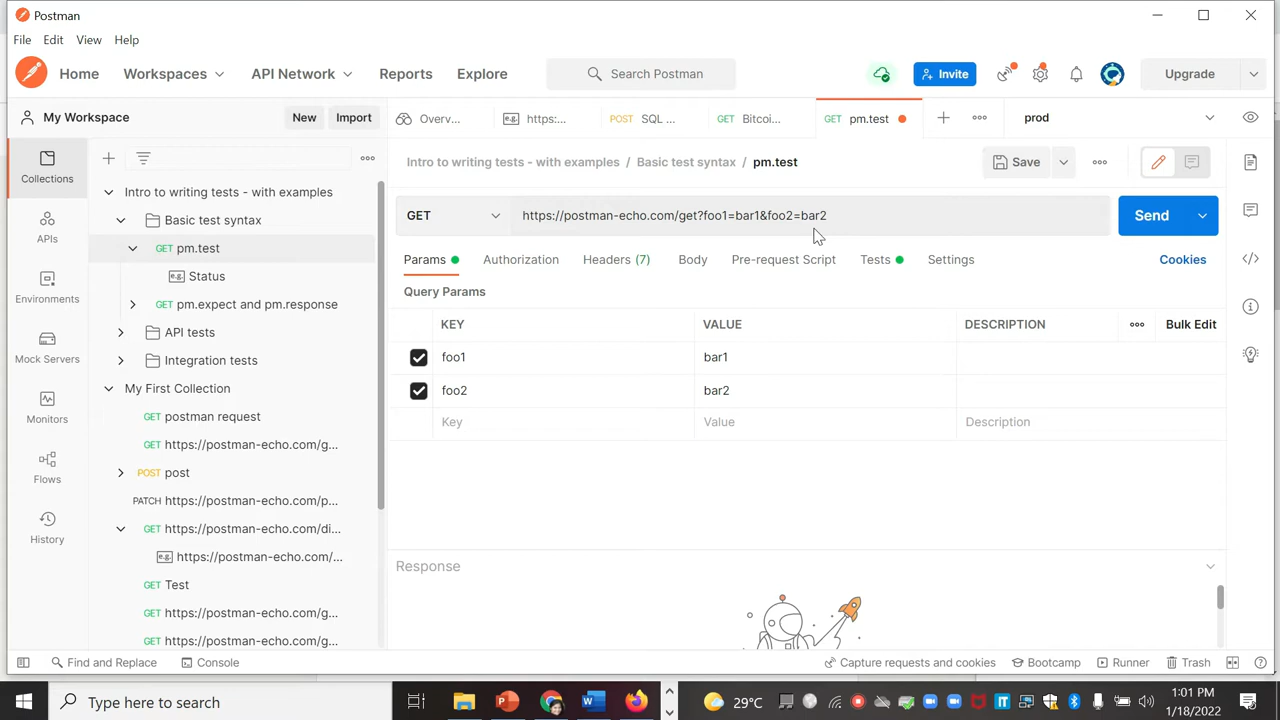 Postman
File Edit View Help
Home Workspaces API Network Reports Explore Search Postman Invite Upgrade
My Workspace New Import Overv... https:... POST SQL ... GET Bitcoi... GET pm.test prod
Collections
APIs
Environments
Mock Servers
Monitors
Flows
History
Intro to writing tests - with examples
Basic test syntax
GET pm.test
e.g. Status
GET pm.expect and pm.response
API tests
Integration tests
My First Collection
GET postman request
GET https://postman-echo.com/g...
POST post
PATCH https://postman-echo.com/p...
GET https://postman-echo.com/di...
e.g. https://postman-echo.com/...
GET Test
GET https://postman-echo.com/g...
GET https://postman-echo.com/g...
Intro to writing tests - with examples / Basic test syntax / pm.test Save
GET https://postman-echo.com/get?foo1=bar1&foo2=bar2 Send
Params Authorization Headers (7) Body Pre-request Script Tests Settings Cookies
Query Params
KEY VALUE DESCRIPTION Bulk Edit
foo1 bar1
foo2 bar2
Key Value Description
Response
Find and Replace Console Capture requests and cookies Bootcamp Runner Trash
Type here to search 29°C 1:01 PM
1/18/2022